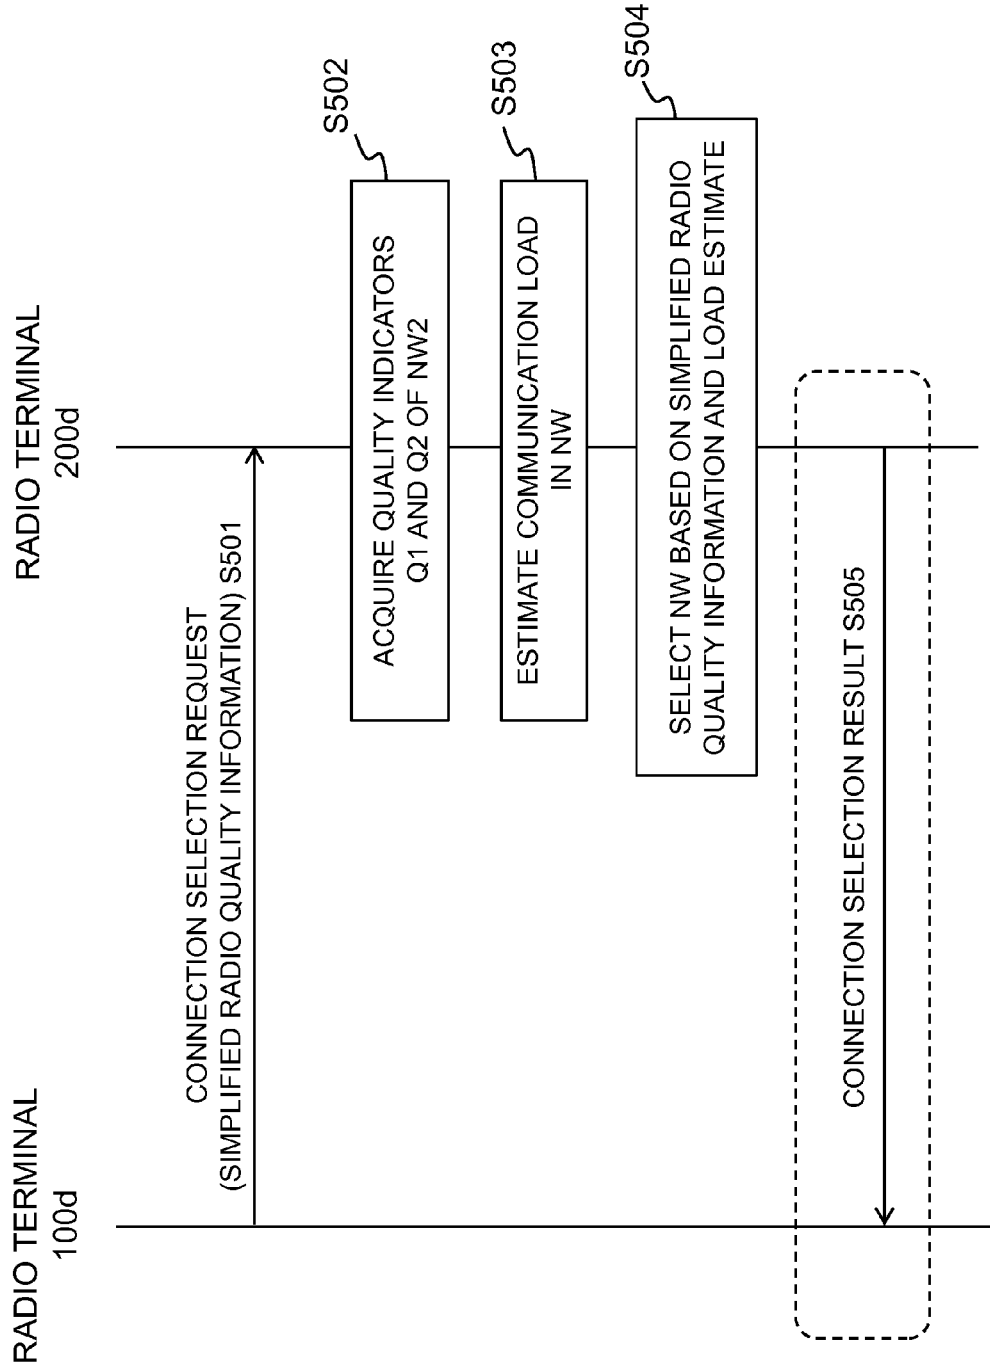 RADIO TERMINAL
100d
RADIO TERMINAL
200d
CONNECTION SELECTION REQUEST
(SIMPLIFIED RADIO QUALITY INFORMATION) S501
S502
ACQUIRE QUALITY INDICATORS
Q1 AND Q2 OF NW2
S503
ESTIMATE COMMUNICATION LOAD
IN NW
S504
SELECT NW BASED ON SIMPLIFIED RADIO
QUALITY INFORMATION AND LOAD ESTIMATE
CONNECTION SELECTION RESULT S505